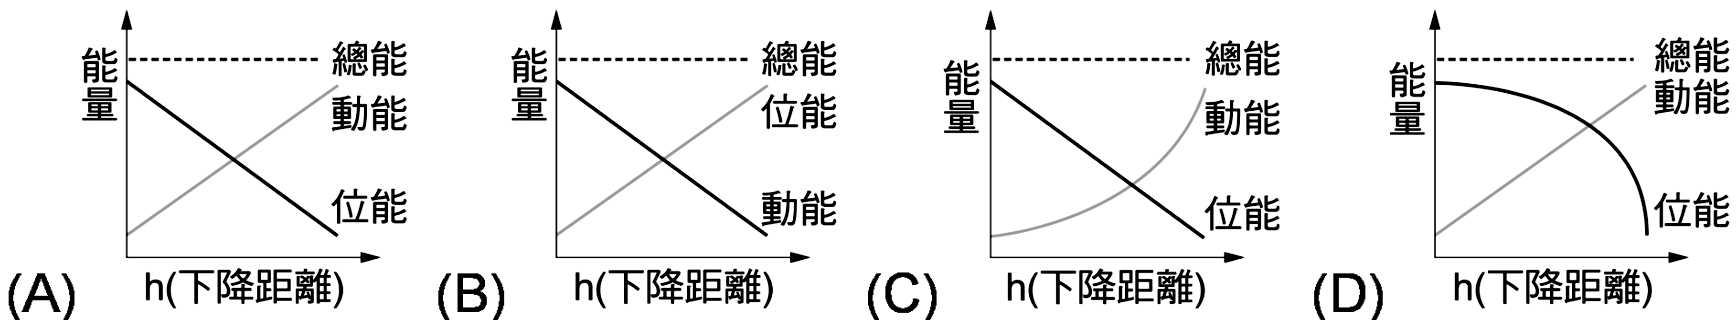 能量
總能
動能
位能
h(下降距離)
(A)
能量
總能
位能
動能
h(下降距離)
(B)
能量
總能
動能
位能
h(下降距離)
(C)
能量
總能
動能
位能
h(下降距離)
(D)